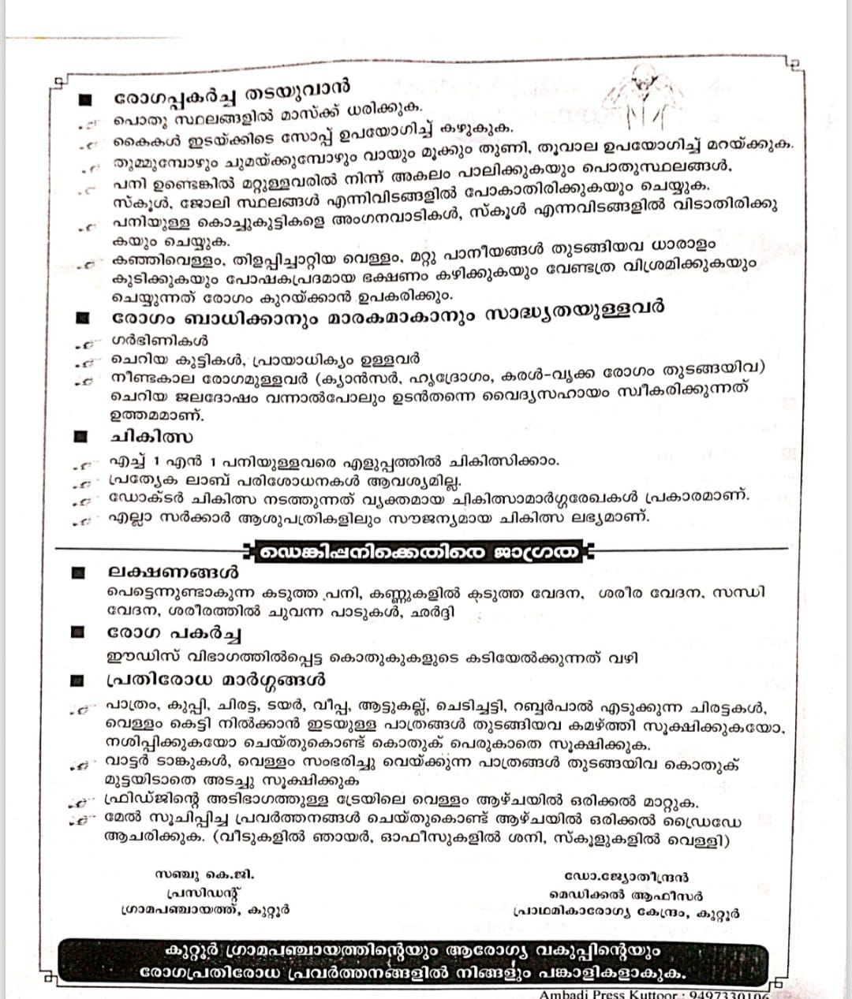 രോഗപ്പകർച്ച തടയുവാൻ
പൊതു സ്ഥലങ്ങളിൽ മാസ്ക്ക് ധരിക്കുക.
കൈകൾ ഇടയ്ക്കിടെ സോപ്പ് ഉപയോഗിച്ച് കഴുകുക.
തുമ്മുമ്പോഴും ചുമയ്ക്കുമ്പോഴും വായും മൂക്കും തുണി, തൂവാല ഉപയോഗിച്ച് മറയ്ക്കുക.
പനി ഉണ്ടെങ്കിൽ മറ്റുള്ളവരിൽ നിന്ന് അകലം പാലിക്കുകയും പൊതുസ്ഥലങ്ങൾ,
സ്കൂൾ, ജോലി സ്ഥലങ്ങൾ എന്നിവിടങ്ങളിൽ പോകാതിരിക്കുകയും ചെയ്യുക.
പനിയുള്ള കൊച്ചുകുട്ടികളെ അംഗനവാടികൾ, സ്കൂൾ എന്നവിടങ്ങളിൽ വിടാതിരിക്കു
കയും ചെയ്യുക.
കഞ്ഞിവെള്ളം, തിളപ്പിച്ചാറ്റിയ വെള്ളം, മറ്റു പാനീയങ്ങൾ തുടങ്ങിയവ ധാരാളം
കുടിക്കുകയും പോഷകപ്രദമായ ഭക്ഷണം കഴിക്കുകയും വേണ്ടത്ര വിശ്രമിക്കുകയും
ചെയ്യുന്നത് രോഗം കുറയ്ക്കാൻ ഉപകരിക്കും.
രോഗം ബാധിക്കാനും മാരകമാകാനും സാദ്ധ്യതയുള്ളവർ
ഗർഭിണികൾ
ചെറിയ കുട്ടികൾ, പ്രായാധിക്യം ഉള്ളവർ
നീണ്ടകാല രോഗമുള്ളവർ (ക്യാൻസർ, ഹൃദ്രോഗം, കരൾ-വൃക്ക രോഗം തുടങ്ങയിവ)
ചെറിയ ജലദോഷം വന്നാൽപോലും ഉടൻതന്നെ വൈദ്യസഹായം സ്വീകരിക്കുന്നത്
ഉത്തമമാണ്.
ചികിത്സ
എച്ച് 1 എൻ 1 പനിയുള്ളവരെ എളുപ്പത്തിൽ ചികിത്സിക്കാം.
പ്രത്യേക ലാബ് പരിശോധനകൾ ആവശ്യമില്ല.
ഡോക്ടർ ചികിത്സ നടത്തുന്നത് വ്യക്തമായ ചികിത്സാമാർഗ്ഗരേഖകൾ പ്രകാരമാണ്.
എല്ലാ സർക്കാർ ആശുപത്രികളിലും സൗജന്യമായ ചികിത്സ ലഭ്യമാണ്.
ഡെങ്കിപ്പനിക്കെതിരെ ജാഗ്രത
ലക്ഷണങ്ങൾ
പെട്ടെന്നുണ്ടാകുന്ന കടുത്ത പനി, കണ്ണുകളിൽ കടുത്ത വേദന, ശരീര വേദന, സന്ധി
വേദന, ശരീരത്തിൽ ചുവന്ന പാടുകൾ, ഛർദ്ദി
രോഗ പകർച്ച
ഈഡിസ് വിഭാഗത്തിൽപ്പെട്ട കൊതുകുകളുടെ കടിയേൽക്കുന്നത് വഴി
പ്രതിരോധ മാർഗ്ഗങ്ങൾ
പാത്രം, കുപ്പി, ചിരട്ട, ടയർ, വീപ്പ, ആട്ടുകല്ല്, ചെടിച്ചട്ടി, റബ്ബർപാൽ എടുക്കുന്ന ചിരട്ടകൾ,
വെള്ളം കെട്ടി നിൽക്കാൻ ഇടയുള്ള പാത്രങ്ങൾ തുടങ്ങിയവ കമഴ്ത്തി സൂക്ഷിക്കുകയോ,
നശിപ്പിക്കുകയോ ചെയ്തുകൊണ്ട് കൊതുക് പെരുകാതെ സൂക്ഷിക്കുക.
വാട്ടർ ടാങ്കുകൾ, വെള്ളം സംഭരിച്ചു വെയ്ക്കുന്ന പാത്രങ്ങൾ തുടങ്ങയിവ കൊതുക്
മുട്ടയിടാതെ അടച്ചു സൂക്ഷിക്കുക
ഫ്രിഡ്ജിന്റെ അടിഭാഗത്തുള്ള ട്രേയിലെ വെള്ളം ആഴ്ചയിൽ ഒരിക്കൽ മാറ്റുക.
മേൽ സൂചിപ്പിച്ച പ്രവർത്തനങ്ങൾ ചെയ്തുകൊണ്ട് ആഴ്ചയിൽ ഒരിക്കൽ ഡ്രൈഡേ
ആചരിക്കുക. (വീടുകളിൽ ഞായർ, ഓഫീസുകളിൽ ശനി, സ്കൂളുകളിൽ വെള്ളി)
സഞ്ചു കെ.ജി.
പ്രസിഡന്റ്
ഗ്രാമപഞ്ചായത്ത്, കുറ്റൂർ
ഡോ.ജ്യോതീന്ദ്രൻ
മെഡിക്കൽ ആഫീസർ
പ്രാഥമികാരോഗ്യ കേന്ദ്രം, കുറ്റൂർ
കുറ്റൂർ ഗ്രാമപഞ്ചായത്തിന്റെയും ആരോഗ്യ വകുപ്പിന്റെയും
രോഗപ്രതിരോധ പ്രവർത്തനങ്ങളിൽ നിങ്ങളും പങ്കാളികളാകുക.
Ambadi Press Kuttoor : 9497330106